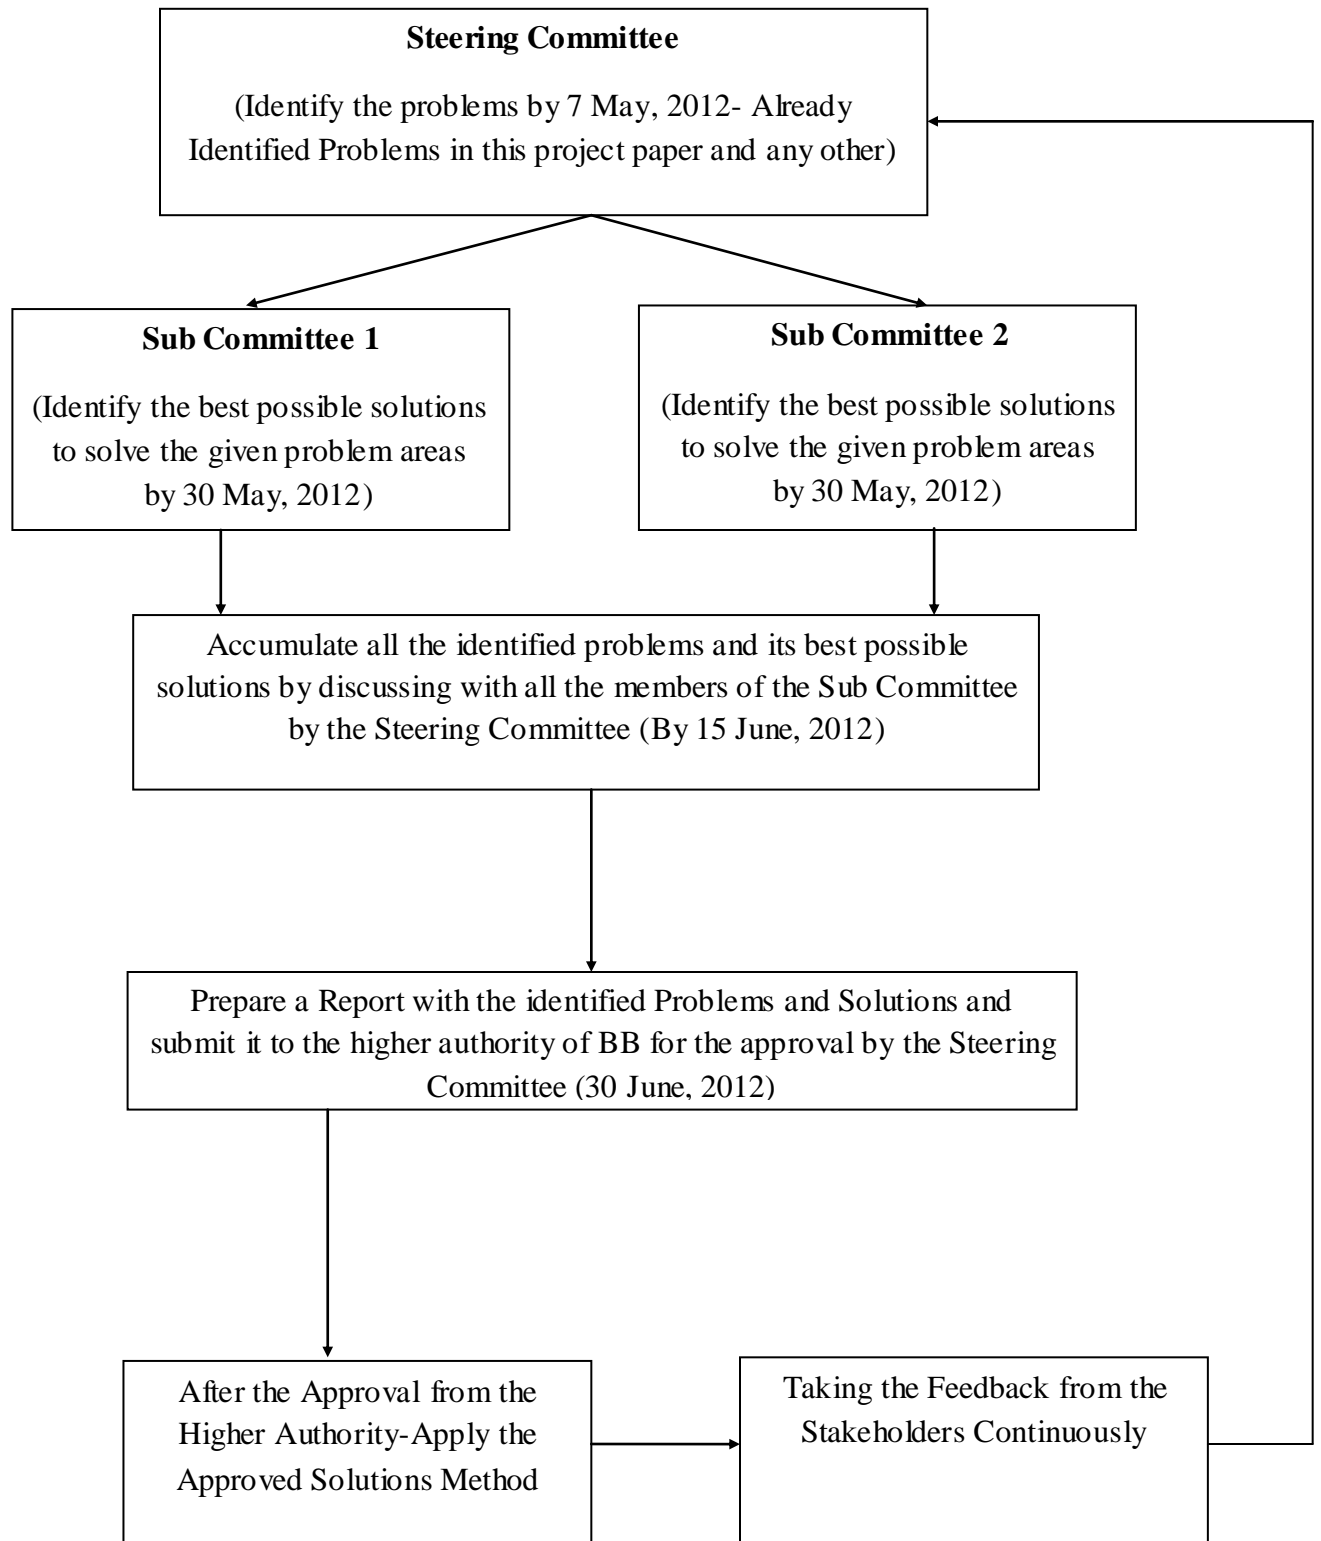 Steering Committee
(Identify the problems by 7 May, 2012- Already
Identified Problems in this project paper and any other)
Sub Committee 1
(Identify the best possible solutions
to solve the given problem areas
by 30 May, 2012)
Sub Committee 2
(Identify the best possible solutions
to solve the given problem areas
by 30 May, 2012)
Accumulate all the identified problems and its best possible
solutions by discussing with all the members of the Sub Committee
by the Steering Committee (By 15 June, 2012)
Prepare a Report with the identified Problems and Solutions and
submit it to the higher authority of BB for the approval by the Steering
Committee (30 June, 2012)
After the Approval from the
Higher Authority-Apply the
Approved Solutions Method
Taking the Feedback from the
Stakeholders Continuously